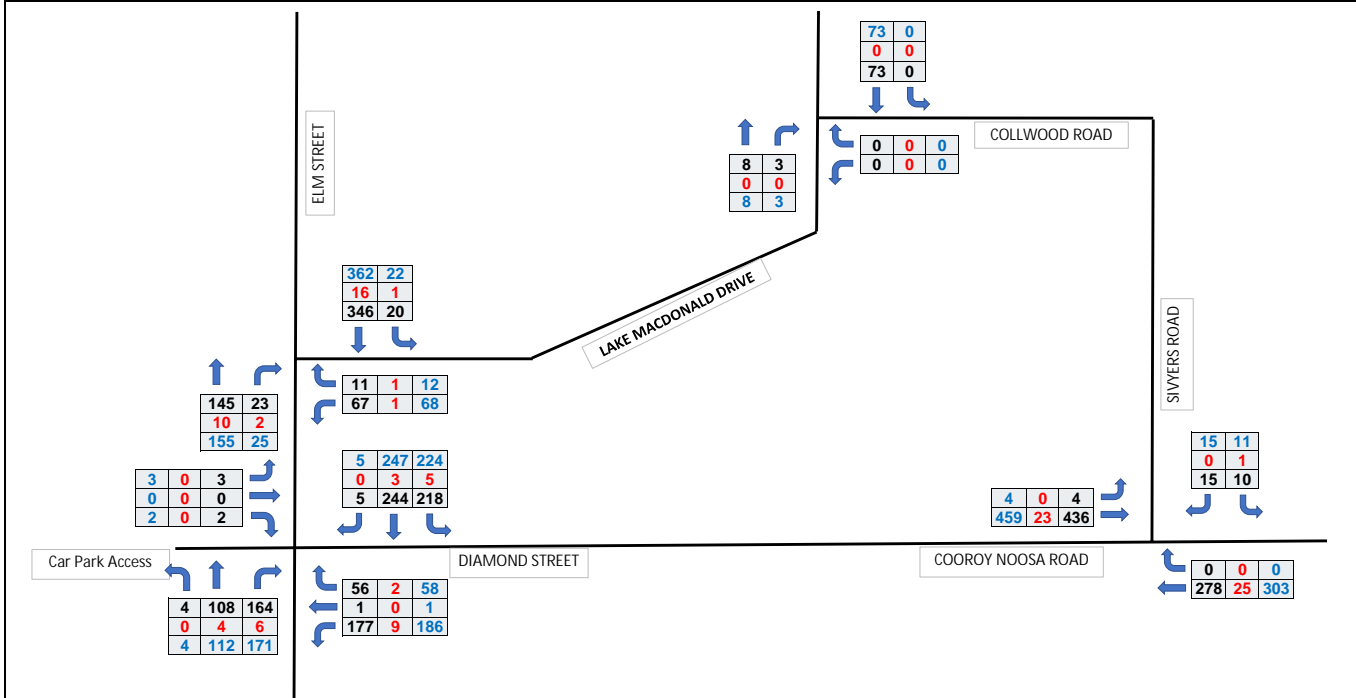 73 0
0 0
73 0
COLLWOOD ROAD
0 0 0
0 0 0
8 3
0 0
8 3
ELM STREET
LAKE MACDONALD DRIVE
SIVYERS ROAD
362 22
16 1
346 20
11 1 12
67 1 68
145 23
10 2
155 25
3 0 3
0 0 0
2 0 2
5 247 224
0 3 5
5 244 218
15 11
0 1
15 10
4 0 4
459 23 436
Car Park Access
DIAMOND STREET
COOROY NOOSA ROAD
0 0 0
278 25 303
4 108 164
0 4 6
4 112 171
56 2 58
1 0 1
177 9 186